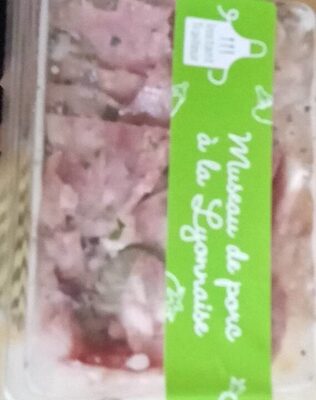 Museau de porc
à la Lyonnaise